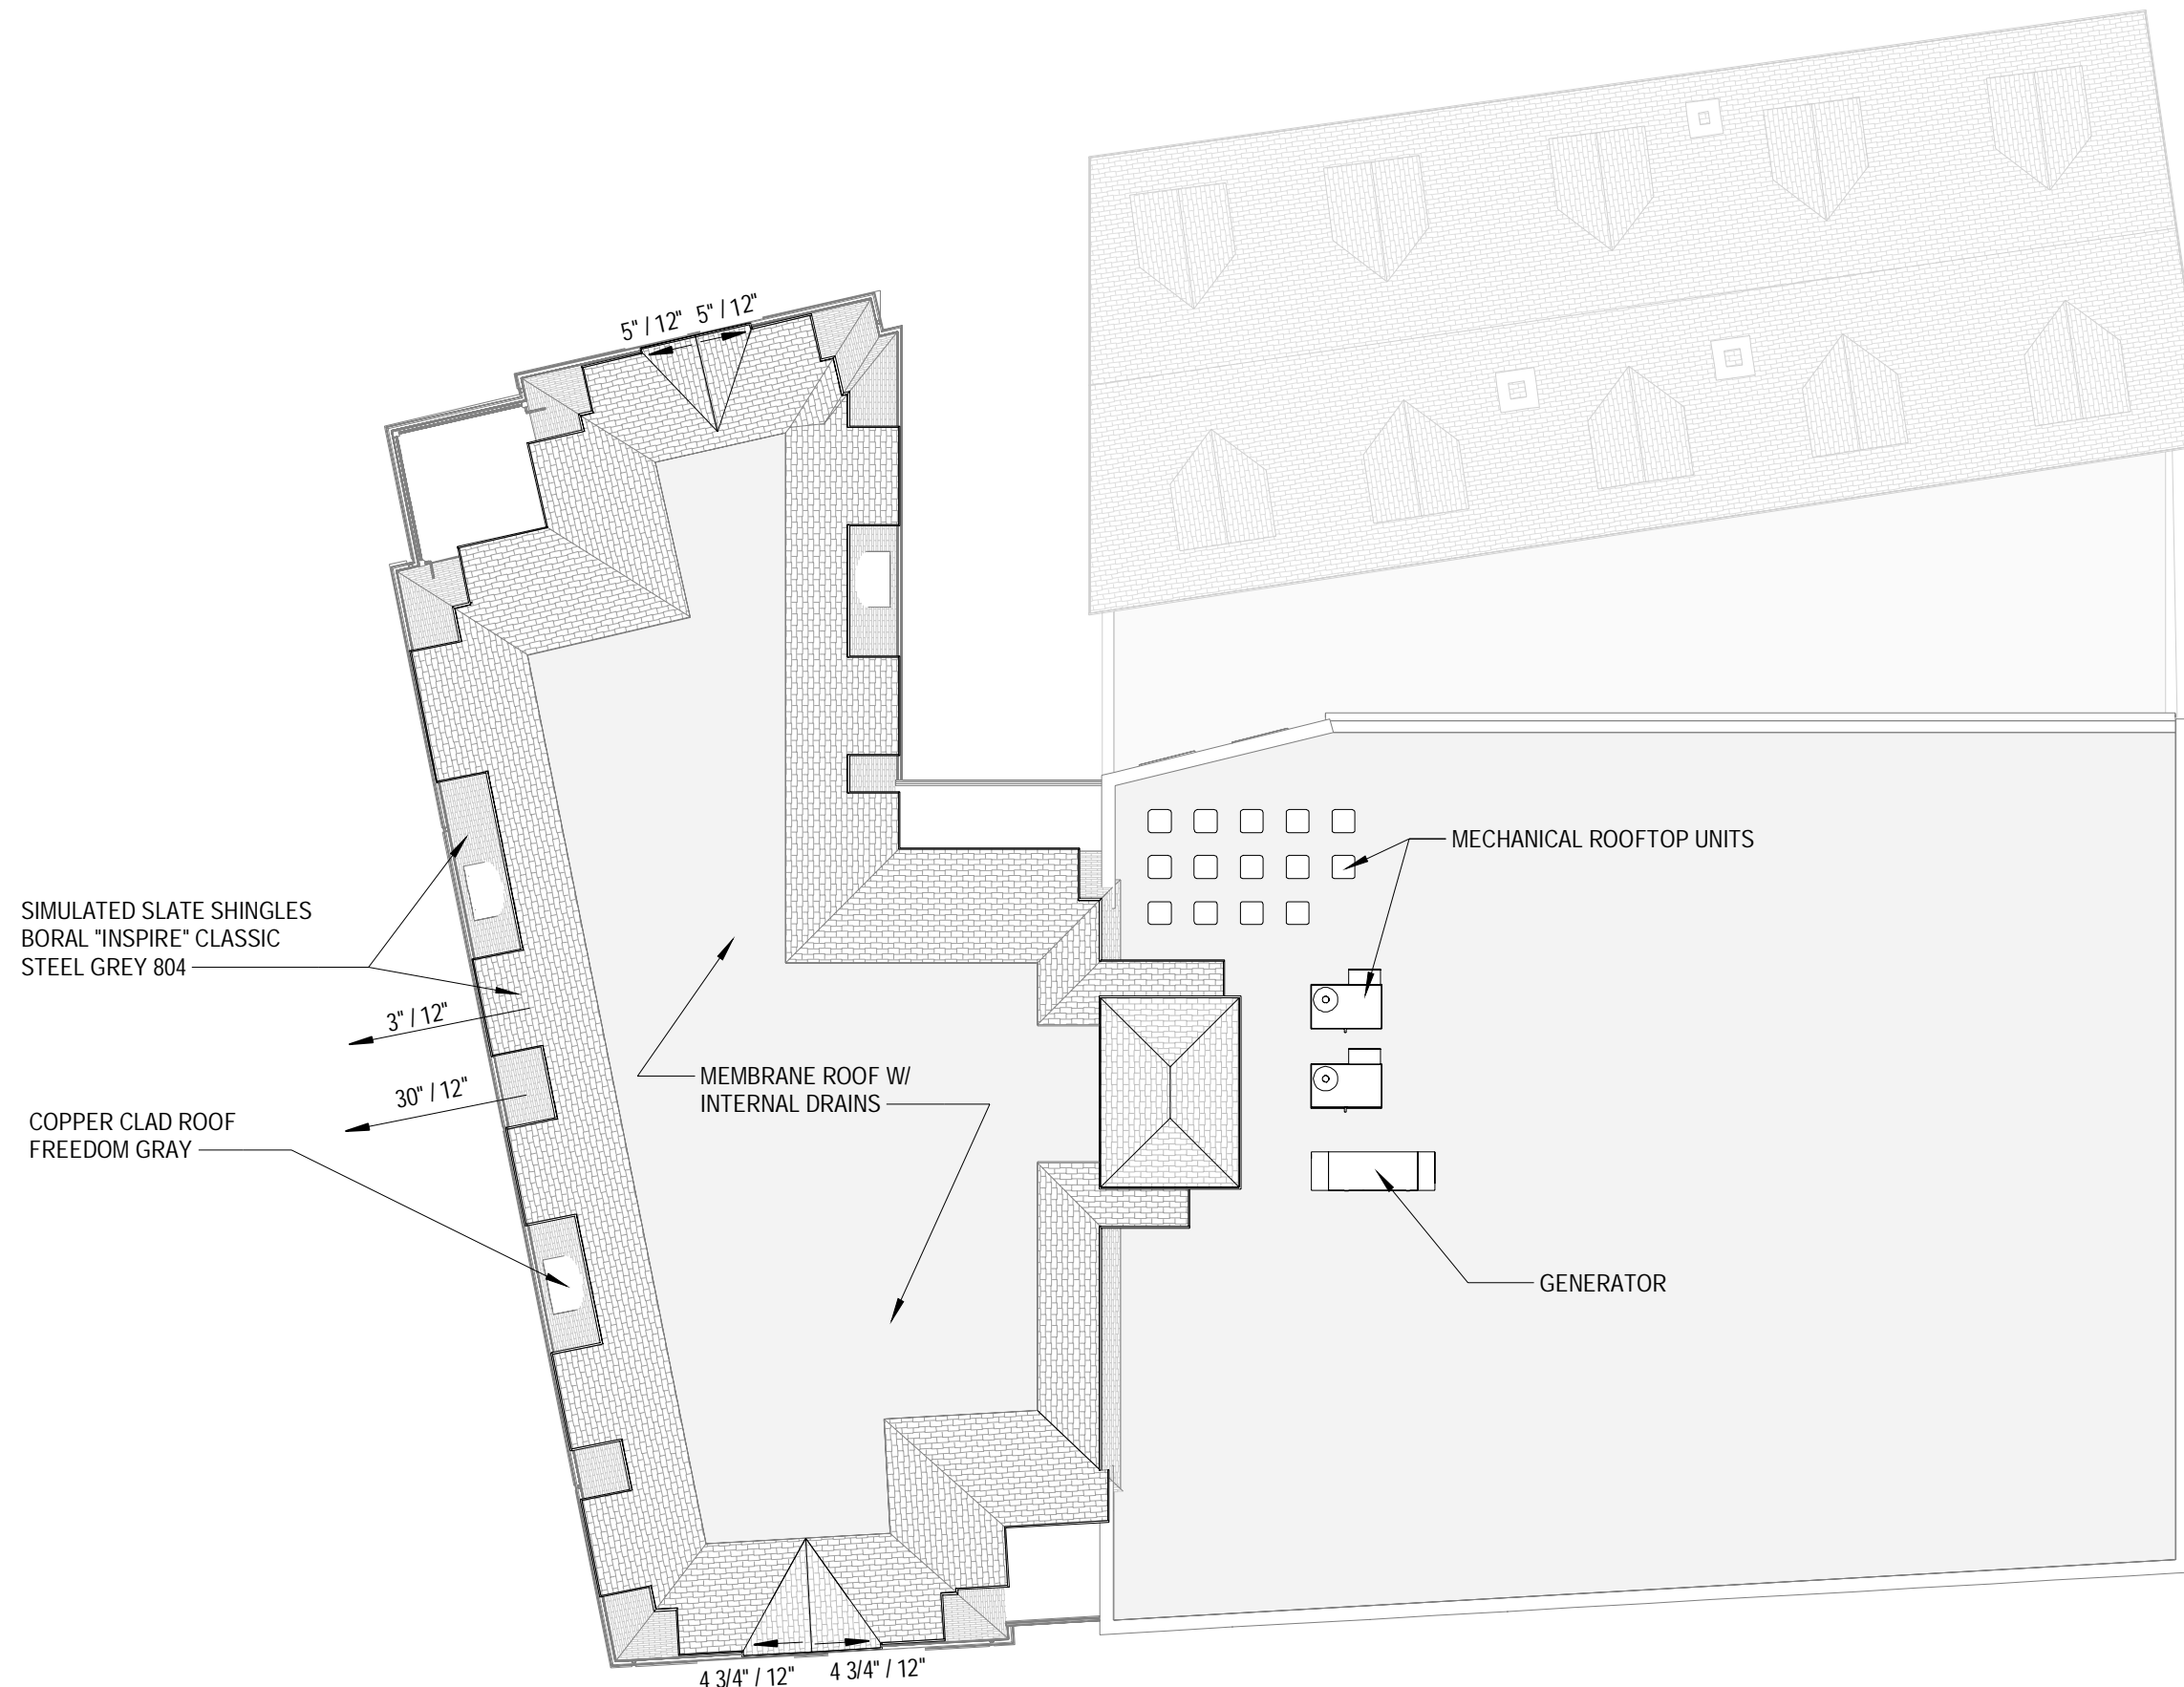 5" / 12" 5" / 12"
MECHANICAL ROOFTOP UNITS
SIMULATED SLATE SHINGLES
BORAL "INSPIRE" CLASSIC
STEEL GREY 804
3" / 12"
30" / 12"
MEMBRANE ROOF W/
INTERNAL DRAINS
COPPER CLAD ROOF
FREEDOM GRAY
GENERATOR
4 3/4" / 12" 4 3/4" / 12"